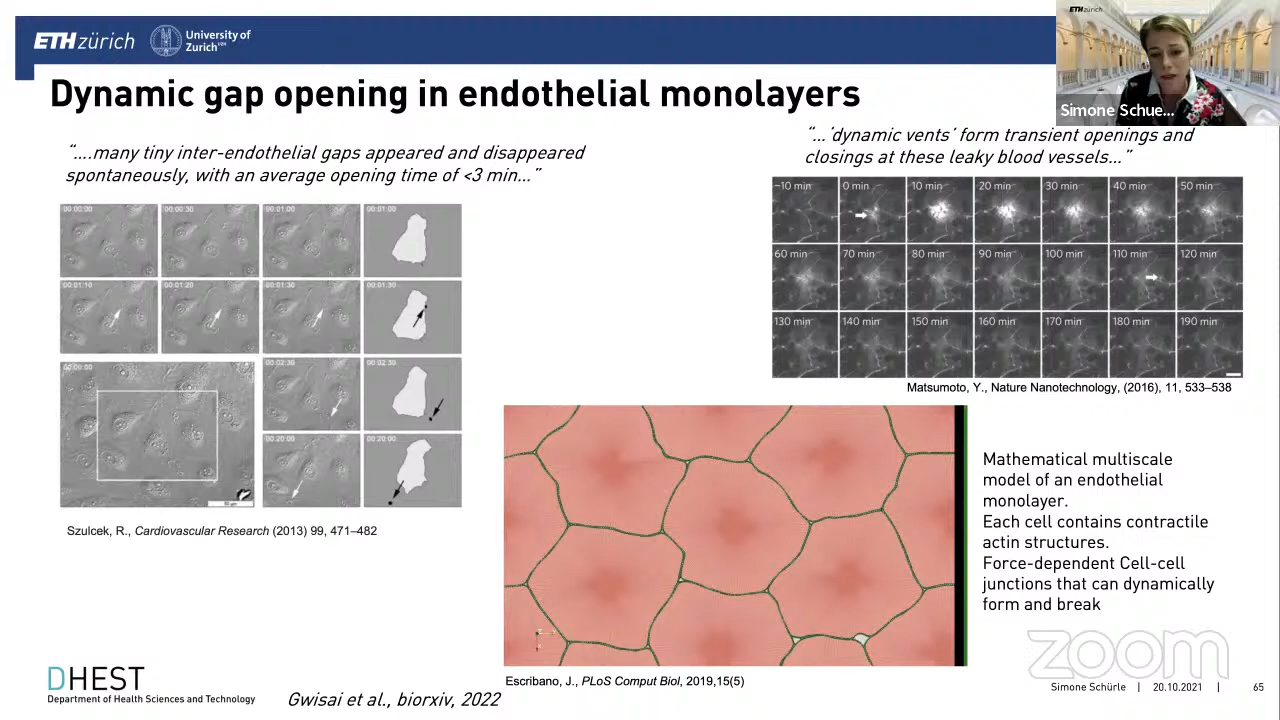 ETH zürich
University of
Zurich UZH
ETH zürich
Simone Schue...
Dynamic gap opening in endothelial monolayers
“....many tiny inter-endothelial gaps appeared and disappeared
spontaneously, with an average opening time of <3 min...”
“...‘dynamic vents’ form transient openings and
closings at these leaky blood vessels...”
00:00:00
00:00:30
00:01:00
00:01:00
00:01:10
00:01:20
00:01:30
00:01:30
00:00:00
00:02:30
00:02:30
00:20:00
00:20:00
Szulcek, R., Cardiovascular Research (2013) 99, 471–482
−10 min
0 min
10 min
20 min
30 min
40 min
50 min
60 min
70 min
80 min
90 min
100 min
110 min
120 min
130 min
140 min
150 min
160 min
170 min
180 min
190 min
Matsumoto, Y., Nature Nanotechnology, (2016), 11, 533–538
Mathematical multiscale
model of an endothelial
monolayer.
Each cell contains contractile
actin structures.
Force-dependent Cell-cell
junctions that can dynamically
form and break
Escribano, J., PLoS Comput Biol, 2019,15(5)
zoom
DHEST
Department of Health Sciences and Technology
Gwisai et al., biorxiv, 2022
Simone Schürle | 20.10.2021 | 65